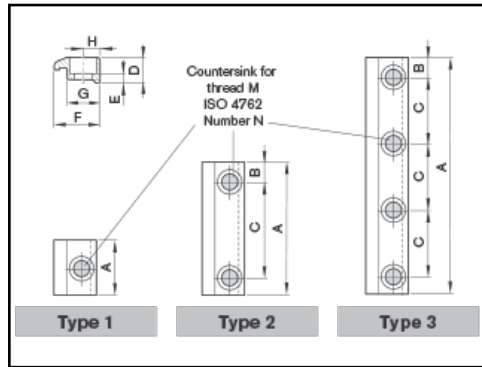 H
D
G
E
F
Countersink for
thread M
ISO 4762
Number N
A
B
C
A
B
C
C
C
A
Type 1
Type 2
Type 3